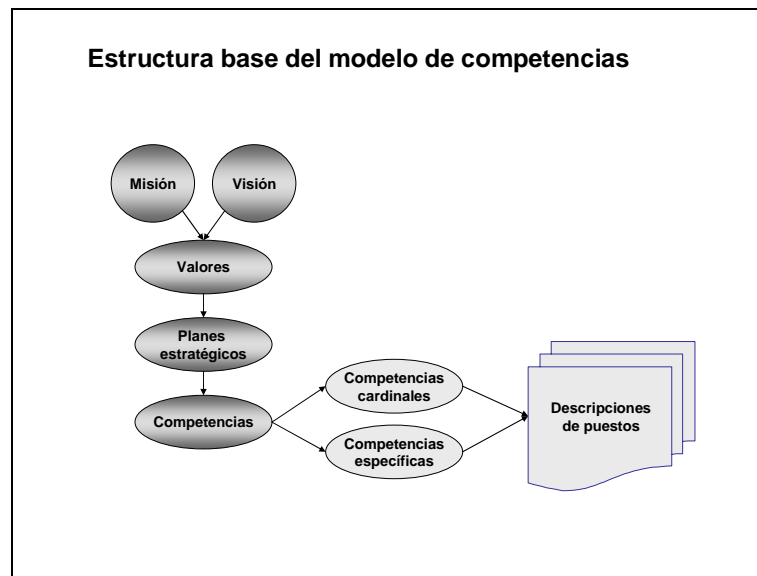 Estructura base del modelo de competencias
Misión
Visión
Valores
Planes
estratégicos
Competencias
Competencias
cardinales
Competencias
específicas
Descripciones
de puestos